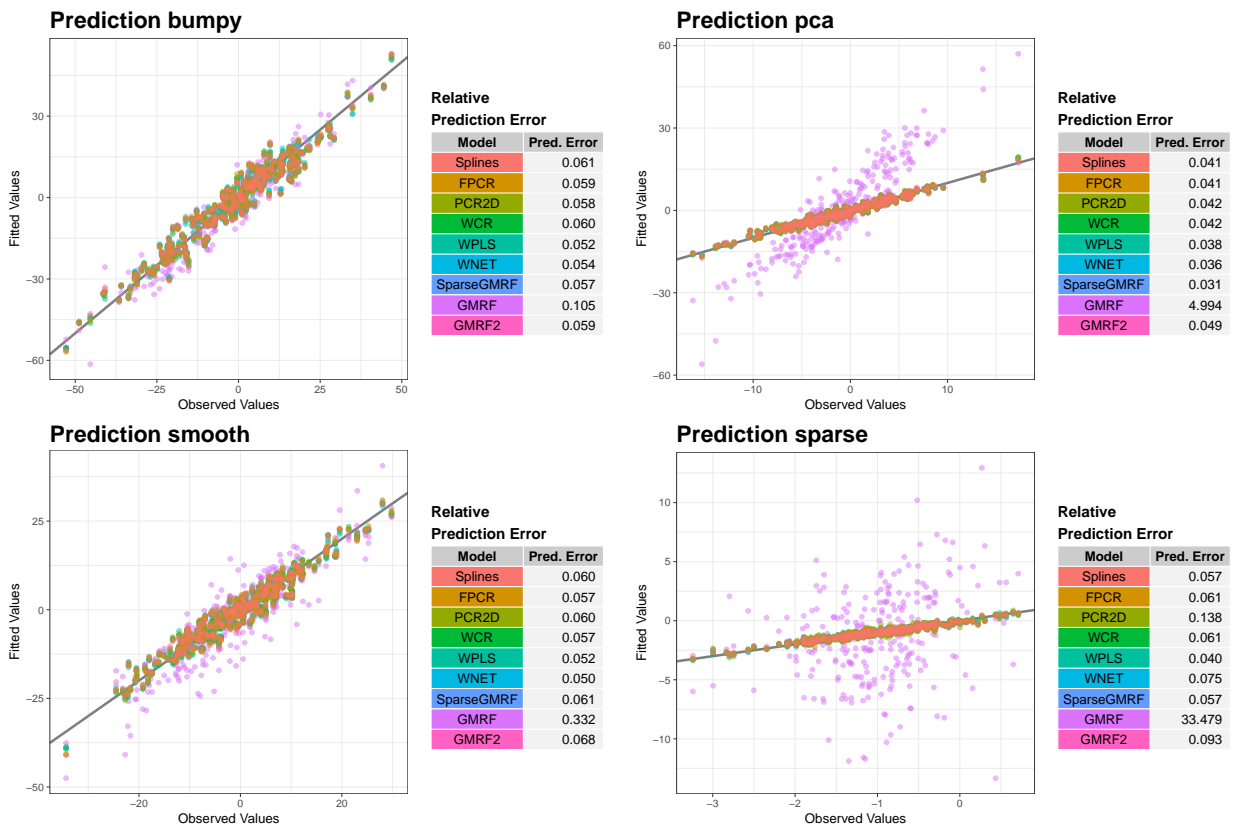 Prediction bumpy
30
0
−30
−60
−50
−25
0
25
50
Fitted Values
Observed Values
Relative
Prediction Error
Model Pred. Error
Splines 0.061
FPCR 0.059
PCR2D 0.058
WCR 0.060
WPLS 0.052
WNET 0.054
SparseGMRF 0.057
GMRF 0.105
GMRF2 0.059
Prediction pca
60
30
0
−30
−60
−10
0
10
Fitted Values
Observed Values
Relative
Prediction Error
Model Pred. Error
Splines 0.041
FPCR 0.041
PCR2D 0.042
WCR 0.042
WPLS 0.038
WNET 0.036
SparseGMRF 0.031
GMRF 4.994
GMRF2 0.049
Prediction smooth
25
0
−25
−50
−20
0
20
Fitted Values
Observed Values
Relative
Prediction Error
Model Pred. Error
Splines 0.060
FPCR 0.057
PCR2D 0.060
WCR 0.057
WPLS 0.052
WNET 0.050
SparseGMRF 0.061
GMRF 0.332
GMRF2 0.068
Prediction sparse
10
5
0
−5
−10
−3
−2
−1
0
Fitted Values
Observed Values
Relative
Prediction Error
Model Pred. Error
Splines 0.057
FPCR 0.061
PCR2D 0.138
WCR 0.061
WPLS 0.040
WNET 0.075
SparseGMRF 0.057
GMRF 33.479
GMRF2 0.093